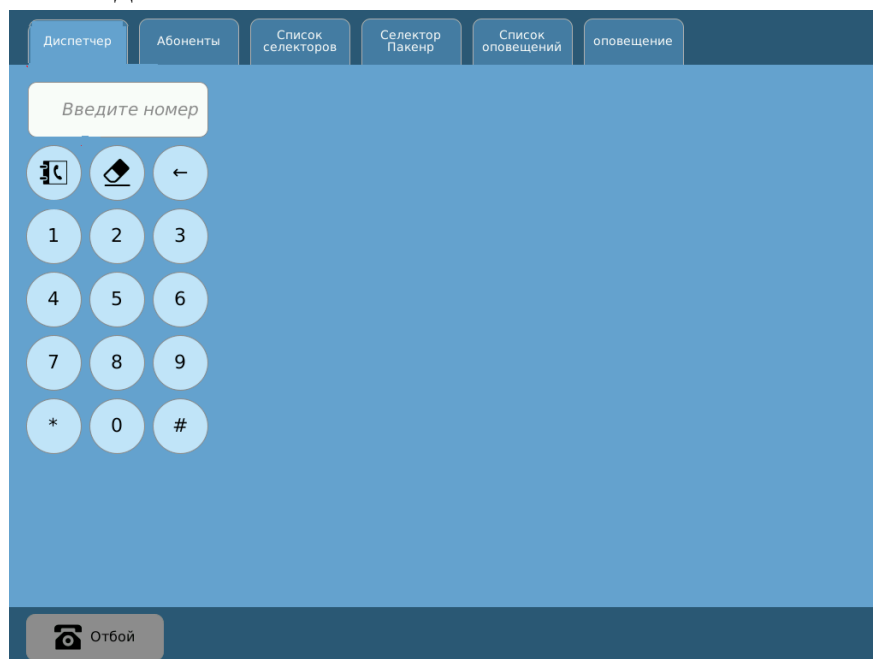 Диспетчер
Абоненты
Список
селекторов
Селектор
Пакенр
Список
оповещений
оповещение
Введите номер
←
1 2 3
4 5 6
7 8 9
* 0 #
Отбой